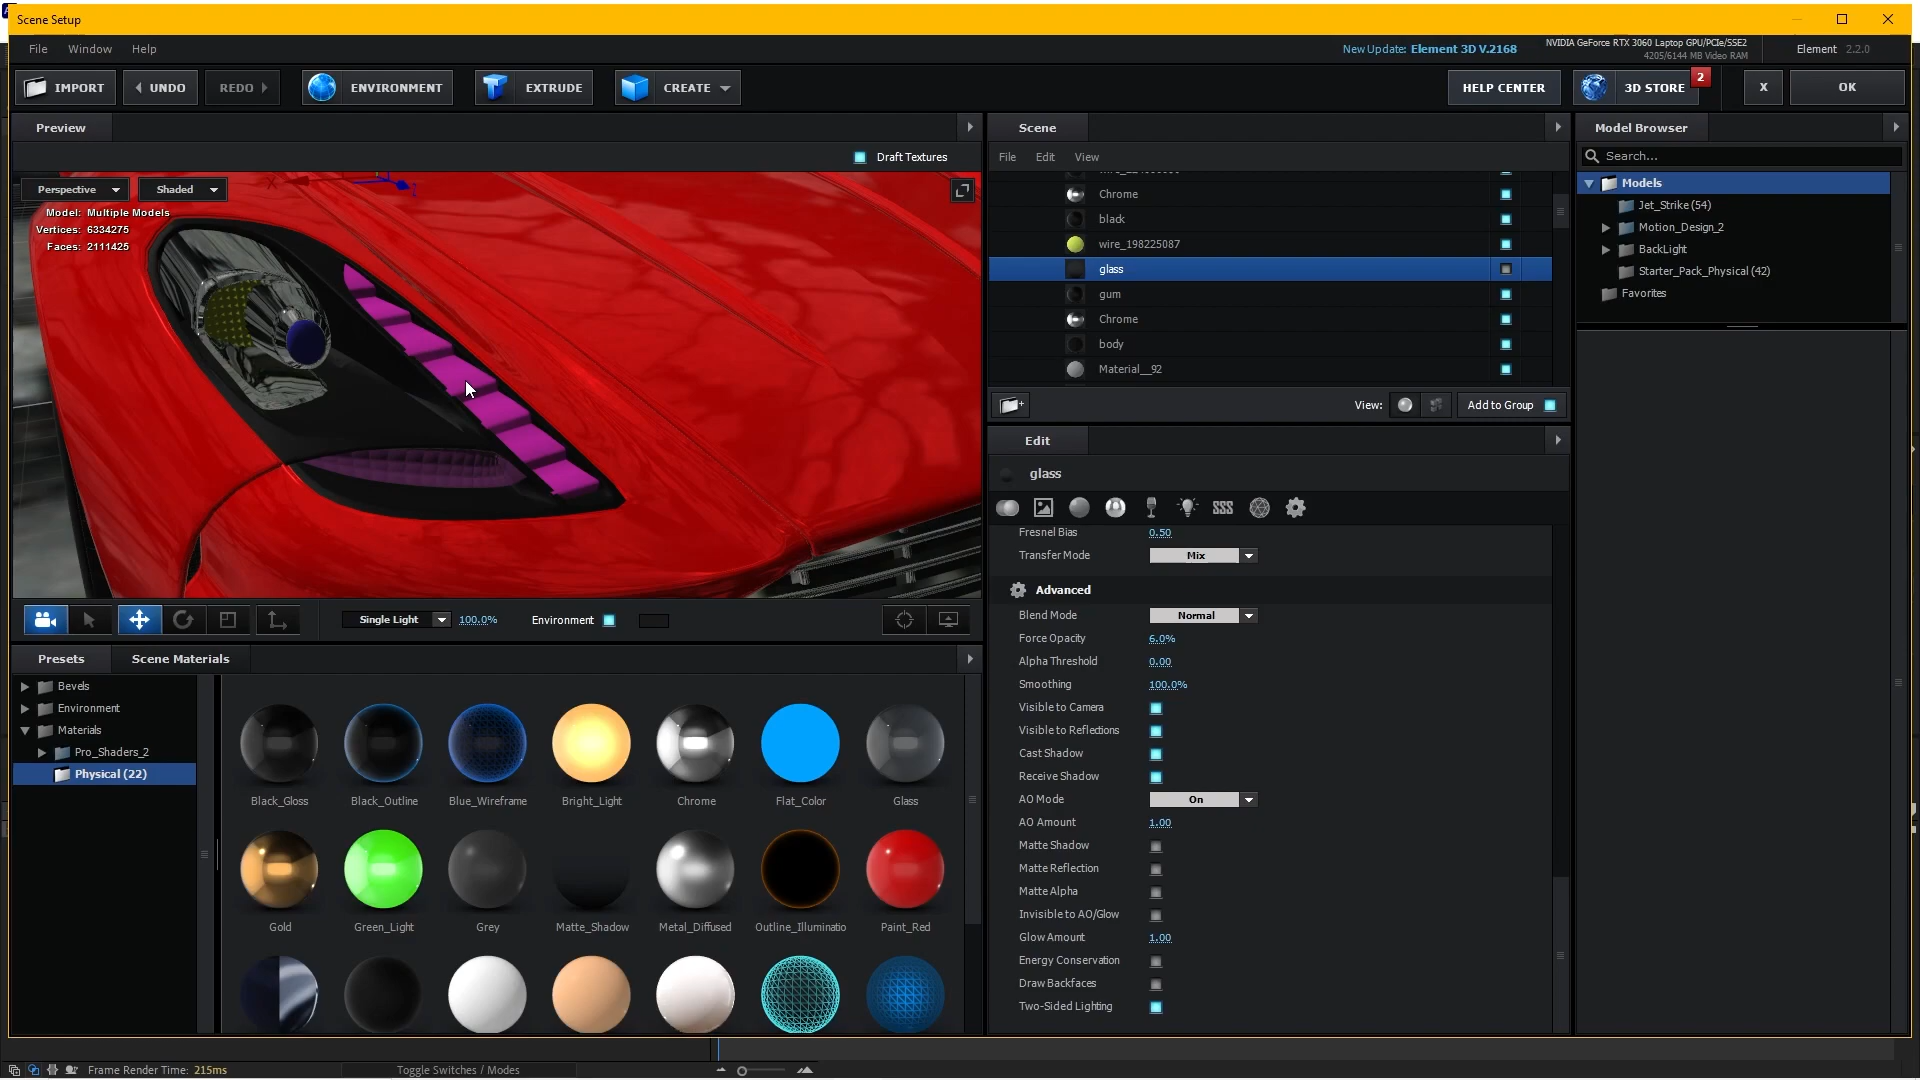 Scene Setup
File Window Help
New Update: Element 3D V.2168
NVIDIA GeForce RTX 3060 Laptop GPU/PCIe/SSE2
4205/6144 MB Video RAM
Element 2.2.0
IMPORT
UNDO
REDO
ENVIRONMENT
EXTRUDE
CREATE
HELP CENTER
3D STORE
2
X
OK
Preview
Draft Textures
Perspective
Shaded
Model: Multiple Models
Vertices: 6334275
Faces: 2111425
Single Light
100.0%
Environment
Scene
File Edit View
Chrome
black
wire_198225087
glass
gum
Chrome
body
Material__92
View:
Add to Group
Model Browser
Search...
Models
Jet_Strike (54)
Motion_Design_2
BackLight
Starter_Pack_Physical (42)
Favorites
Edit
glass
Fresnel Bias 0.50
Transfer Mode Mix
Advanced
Blend Mode Normal
Force Opacity 6.0%
Alpha Threshold 0.00
Smoothing 100.0%
Visible to Camera
Visible to Reflections
Cast Shadow
Receive Shadow
AO Mode On
AO Amount 1.00
Matte Shadow
Matte Reflection
Matte Alpha
Invisible to AO/Glow
Glow Amount 1.00
Energy Conservation
Draw Backfaces
Two-Sided Lighting
Presets
Scene Materials
Bevels
Environment
Materials
Pro_Shaders_2
Physical (22)
Black_Gloss Black_Outline Blue_Wireframe Bright_Light Chrome Flat_Color Glass
Gold Green_Light Grey Matte_Shadow Metal_Diffused Outline_Illuminatio Paint_Red
Frame Render Time: 215ms
Toggle Switches / Modes